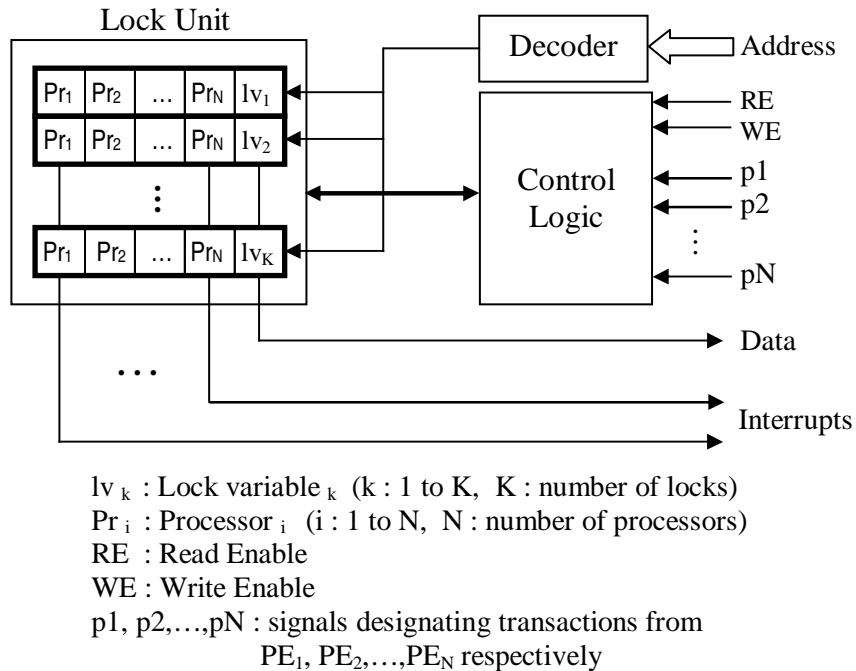 Lock Unit
Decoder
Address
Pr1 Pr2 … PrN lv1
Pr1 Pr2 … PrN lv2
⋮
Pr1 Pr2 … PrN lvK
Control
Logic
RE
WE
p1
p2
⋮
pN
Data
…
Interrupts
lv k : Lock variable k (k : 1 to K, K : number of locks)
Pr i : Processor i (i : 1 to N, N : number of processors)
RE : Read Enable
WE : Write Enable
p1, p2,…,pN : signals designating transactions from
PE1, PE2,…,PEN respectively